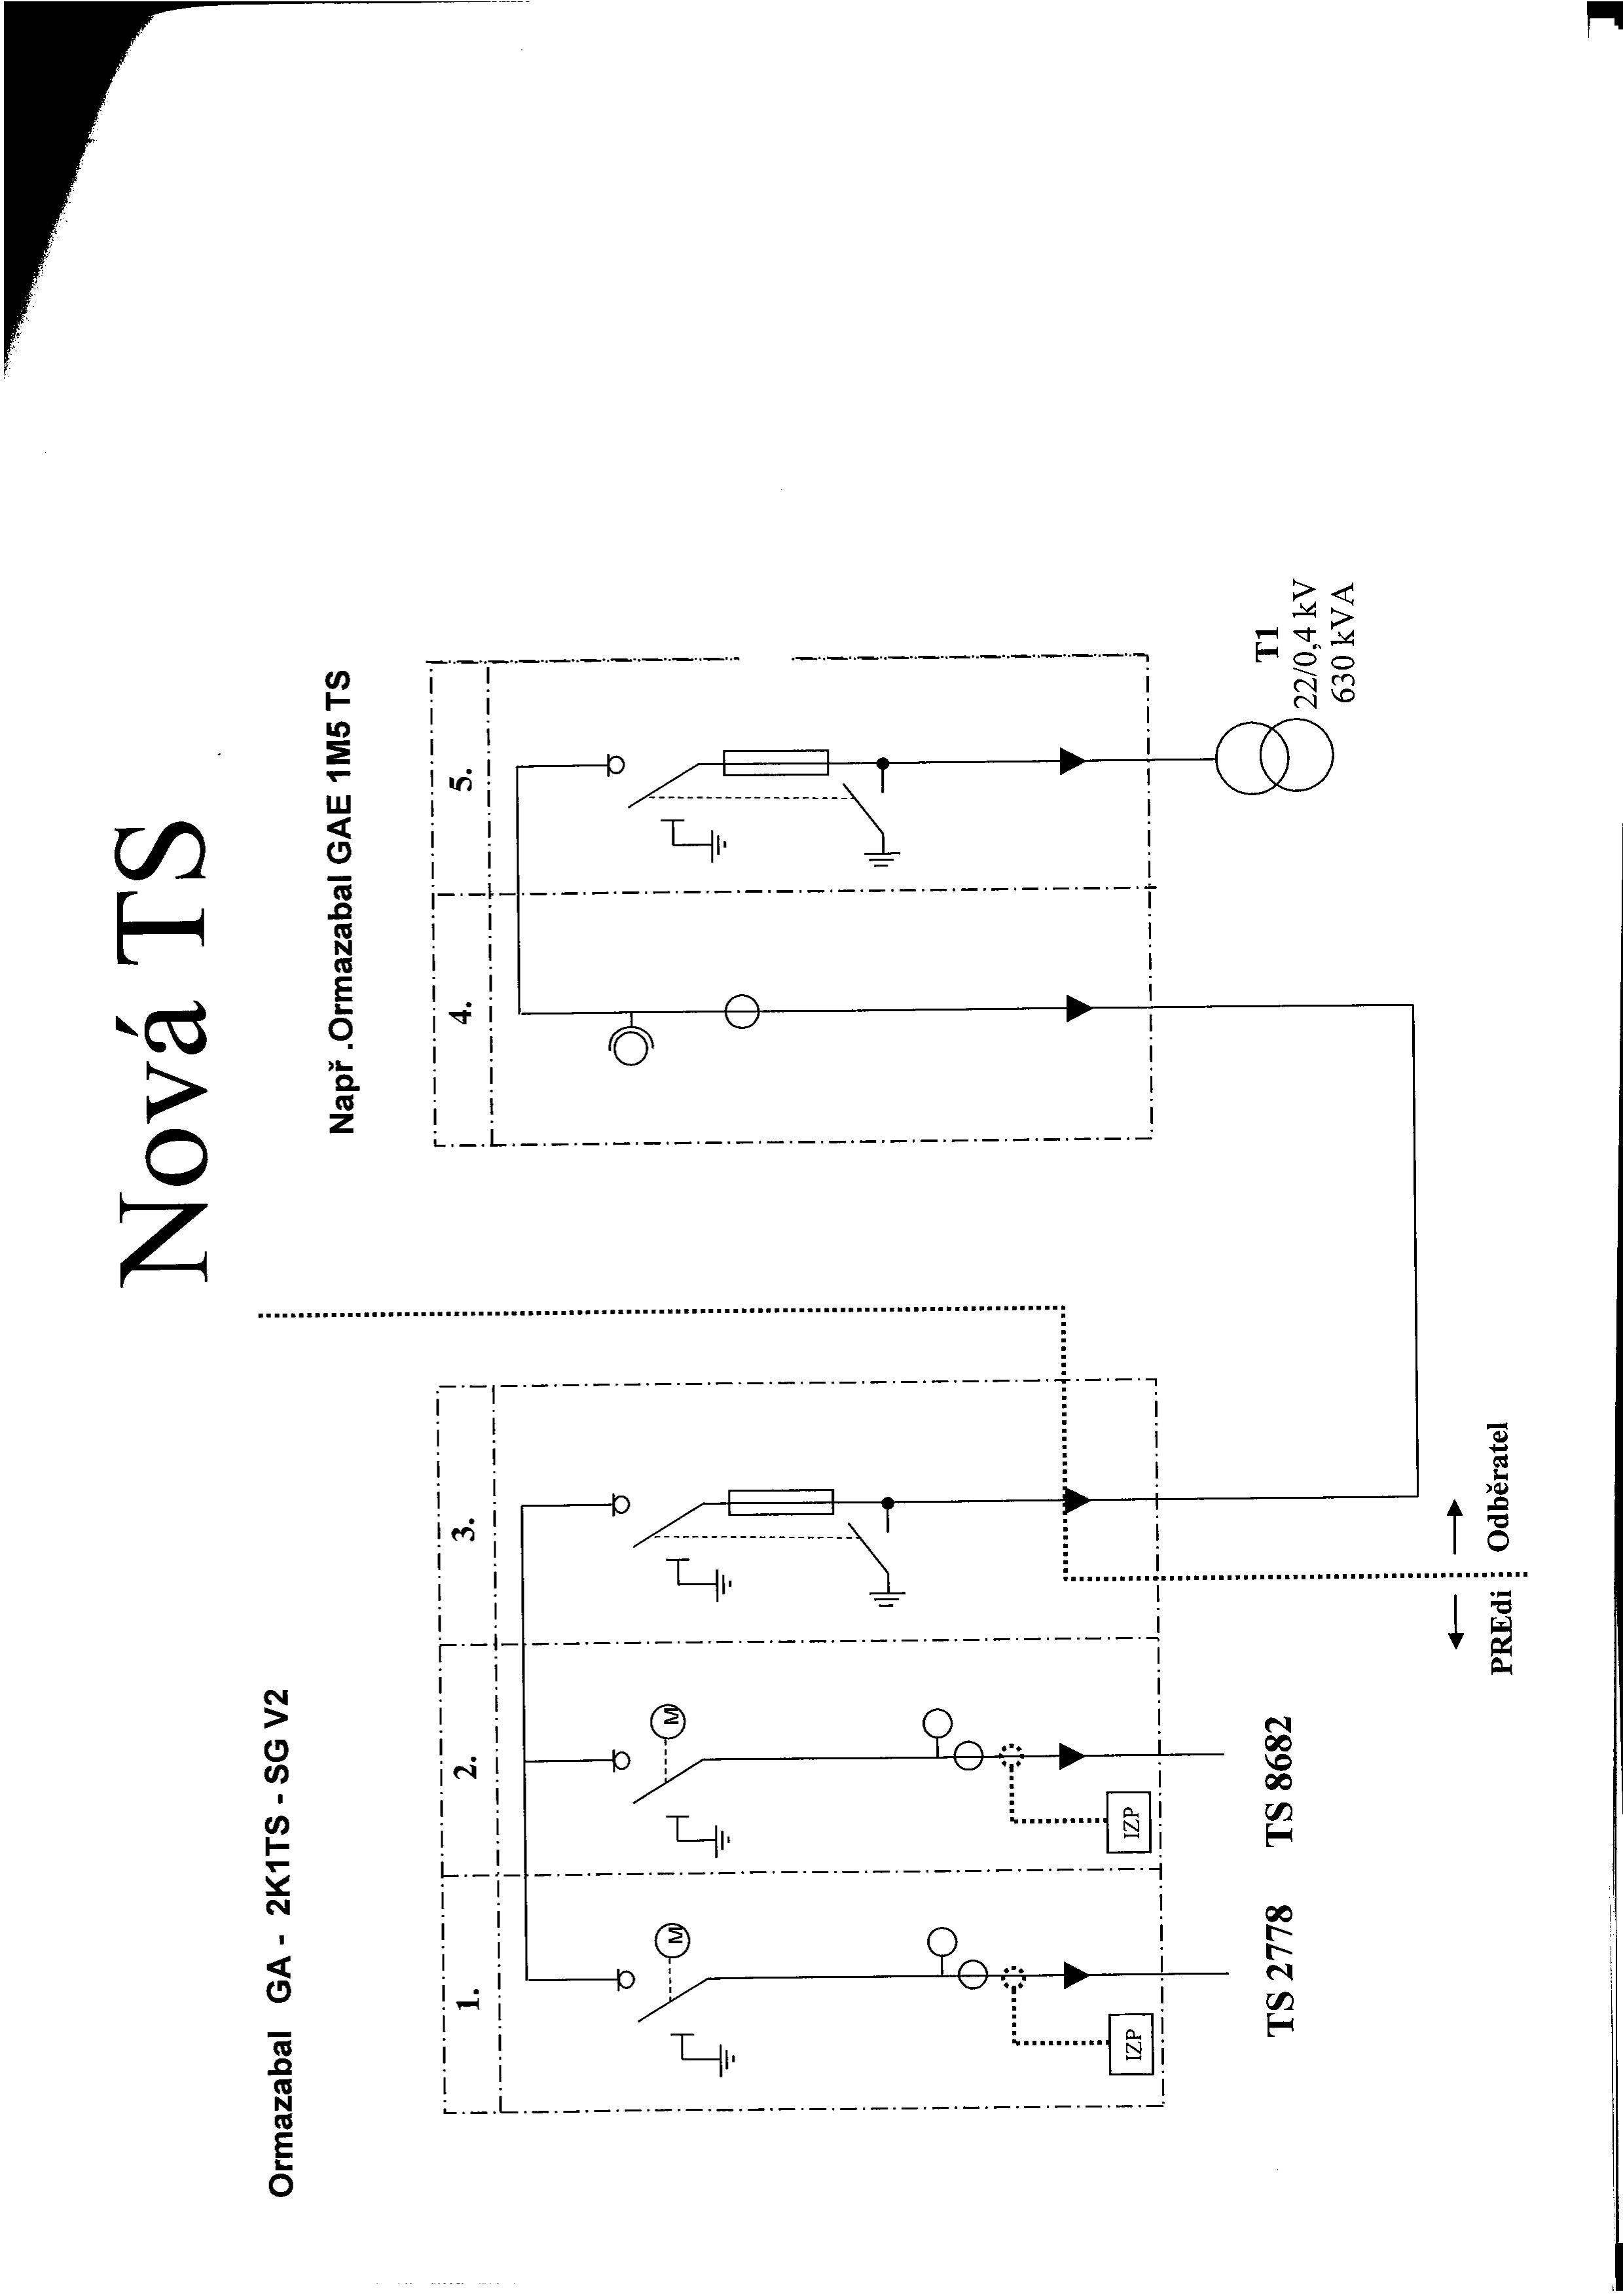 Nová TS
Ormazabal GA - 2K1TS - SG V2
Např .Ormazabal GAE 1M5 TS
1.
2.
3.
4.
5.
M
M
IZP
IZP
TS 2778
TS 8682
T1
22/0,4 kV
630 kVA
PREdi
Odběratel